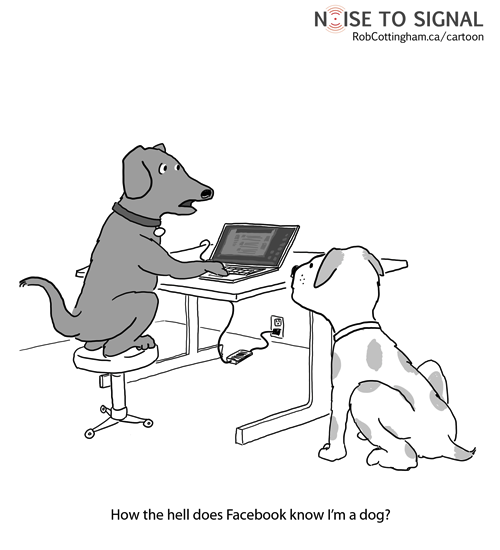 NOISE TO SIGNAL
RobCottingham.ca/cartoon
How the hell does Facebook know I'm a dog?